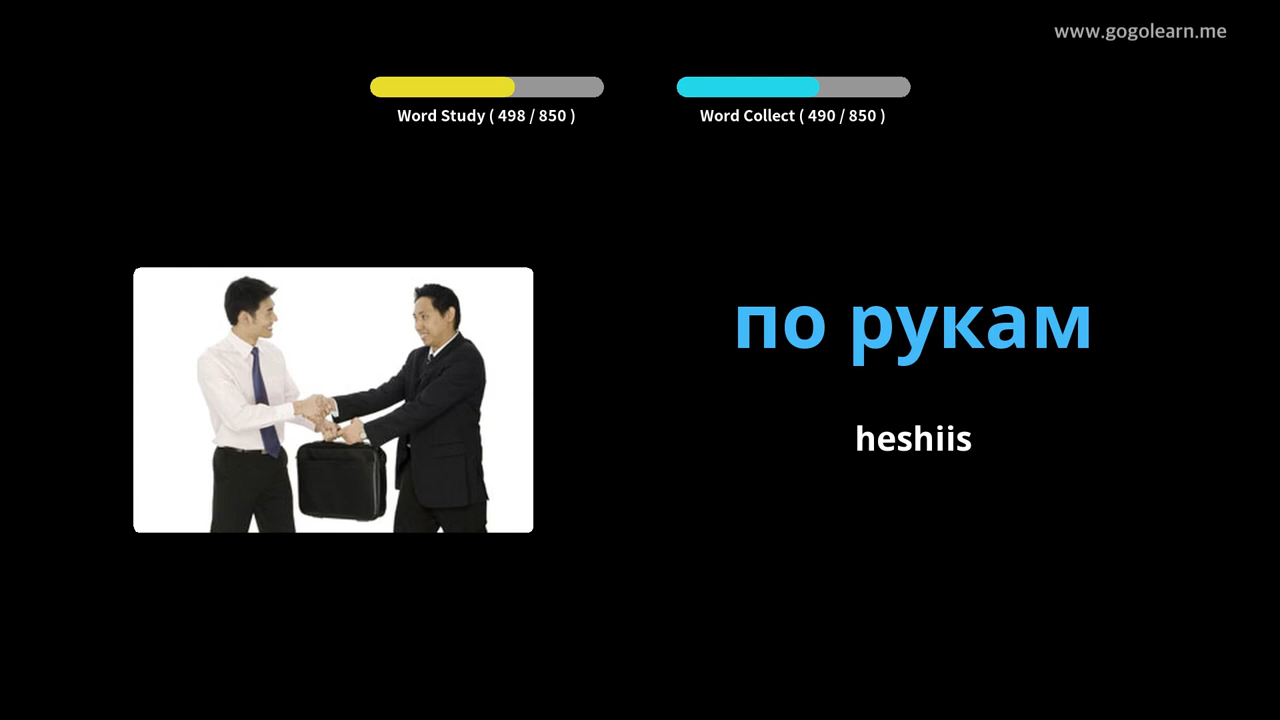 www.gogolearn.me
Word Study ( 498 / 850 )
Word Collect ( 490 / 850 )
по рукам
heshiis